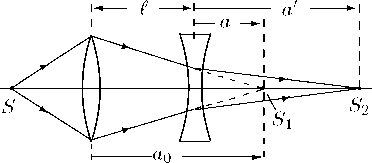 ℓ a'
a
S S₁ S₂
a₀